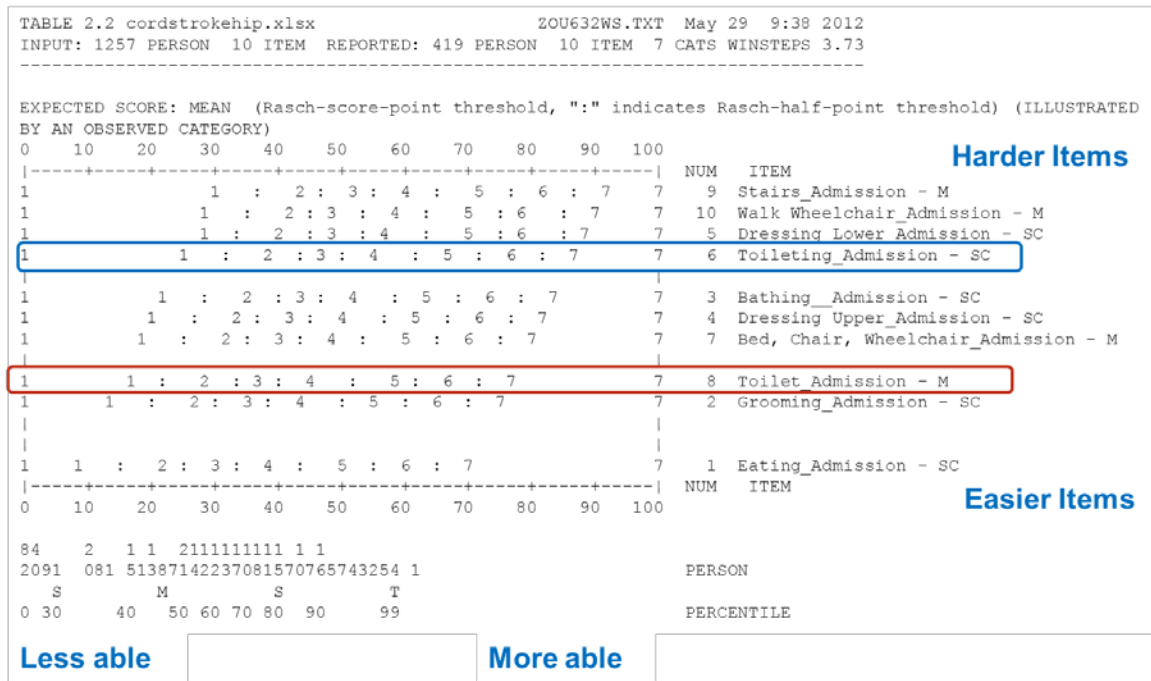 TABLE 2.2 cordstrokehip.xlsx                    ZOU632WS.TXT  May 29  9:38 2012
INPUT: 1257 PERSON  10 ITEM  REPORTED: 419 PERSON  10 ITEM  7 CATS WINSTEPS 3.73
--------------------------------------------------------------------------------
EXPECTED SCORE: MEAN  (Rasch-score-point threshold, ":" indicates Rasch-half-point threshold) (ILLUSTRATED
BY AN OBSERVED CATEGORY)
0    10    20    30    40    50    60    70    80    90   100
Harder Items
|-----+-----+-----+-----+-----+-----+-----+-----+-----+-----|  NUM   ITEM
1                 1  :   2 :  3 :  4  :   5  :  6  :  7    7    9  Stairs_Admission - M
1                1   :   2 : 3  :  4  :   5  : 6   :  7     7   10  Walk Wheelchair_Admission - M
1                1  :   2  : 3  : 4   :   5  : 6   : 7      7    5  Dressing Lower_Admission - SC
1              1   :   2   :3 :   4   :  5  :  6  :  7       7    6  Toileting_Admission - SC
|                                                           |
1            1   :   2  : 3 :   4   :  5  :  6  :  7         7    3  Bathing__Admission - SC
1           1   :   2 :  3 :  4   :  5  :  6  :  7          7    4  Dressing Upper_Admission - SC
1          1   :   2 :  3 :  4   :  5  :  6  :  7           7    7  Bed, Chair, Wheelchair_Admission - M
|                                                           |
1         1  :   2  : 3 :  4   :   5 :  6  :  7             7    8  Toilet_Admission - M
1       1   :   2  :  3 :  4   :  5  :  6  :  7              7    2  Grooming_Admission - SC
|                                                           |
|                                                           |
1    1   :   2 :  3 :  4  :   5  :  6  :  7                 7    1  Eating_Admission - SC
|-----+-----+-----+-----+-----+-----+-----+-----+-----+-----|  NUM   ITEM
Easier Items
0    10    20    30    40    50    60    70    80    90   100
84    2   1 1  2111111111 1 1
2091  081 51387142237081570765743254 1                         PERSON
S         M          S          T
0 30     40   50 60 70 80  90     99                           PERCENTILE
Less able
More able